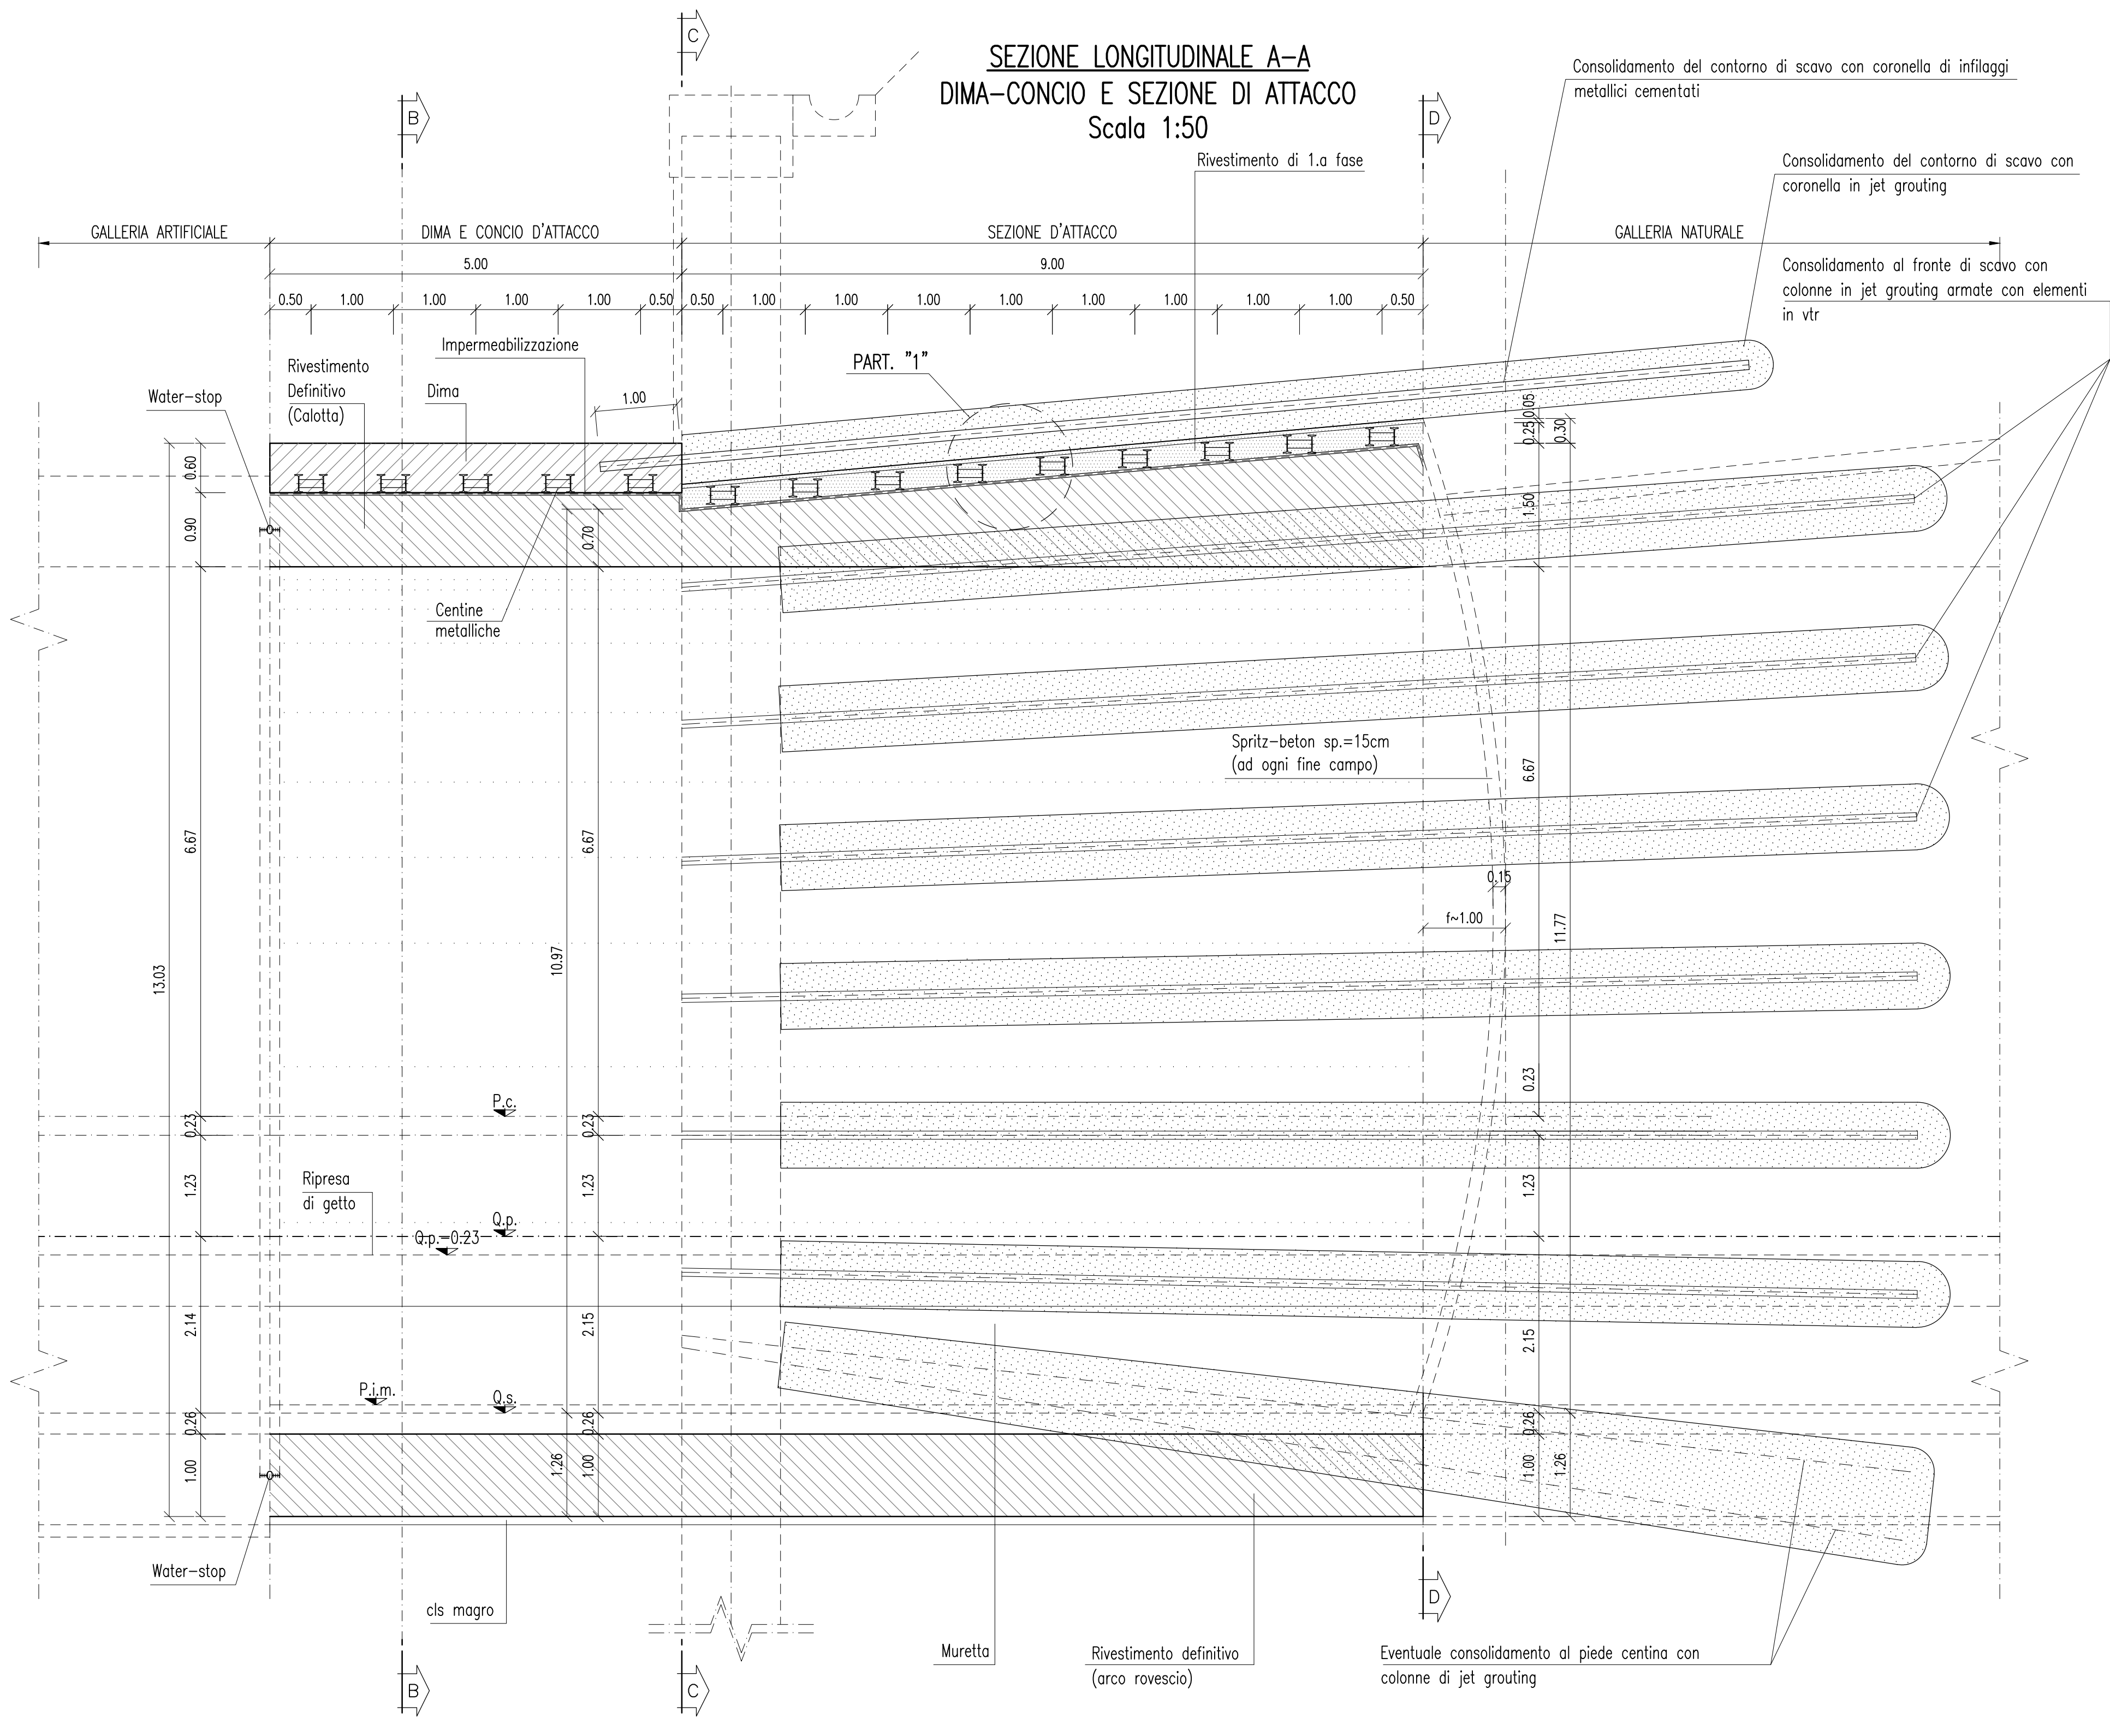 C
SEZIONE LONGITUDINALE A-A
DIMA-CONCIO E SEZIONE DI ATTACCO
Scala 1:50
B
D
Consolidamento del contorno di scavo con coronella di infilaggi
metallici cementati
Rivestimento di 1.a fase
Consolidamento del contorno di scavo con
coronella in jet grouting
GALLERIA ARTIFICIALE
DIMA E CONCIO D'ATTACCO
SEZIONE D'ATTACCO
GALLERIA NATURALE
5.00
9.00
Consolidamento al fronte di scavo con
colonne in jet grouting armate con elementi
in vtr
0.50 1.00 1.00 1.00 1.00 0.50 0.50 1.00 1.00 1.00 1.00 1.00 1.00 1.00 1.00 0.50
Impermeabilizzazione
PART. "1"
Rivestimento
Definitivo
(Calotta)
Dima
Water-stop
1.00
0.05
0.25
0.30
0.60
0.90
0.70
1.50
Centine
metalliche
Spritz-beton sp.=15cm
(ad ogni fine campo)
6.67
6.67
6.67
0.15
f~1.00
11.77
10.97
13.03
P.c.
0.23
0.23
0.23
1.23
1.23
1.23
Ripresa
di getto
Q.p.
Q.p.-0.23
2.14
2.15
2.15
P.i.m.
Q.s.
0.26
0.26
0.26
1.00
1.26
1.00
1.00
1.26
Water-stop
cls magro
D
Muretta
Rivestimento definitivo
(arco rovescio)
Eventuale consolidamento al piede centina con
colonne di jet grouting
B
C